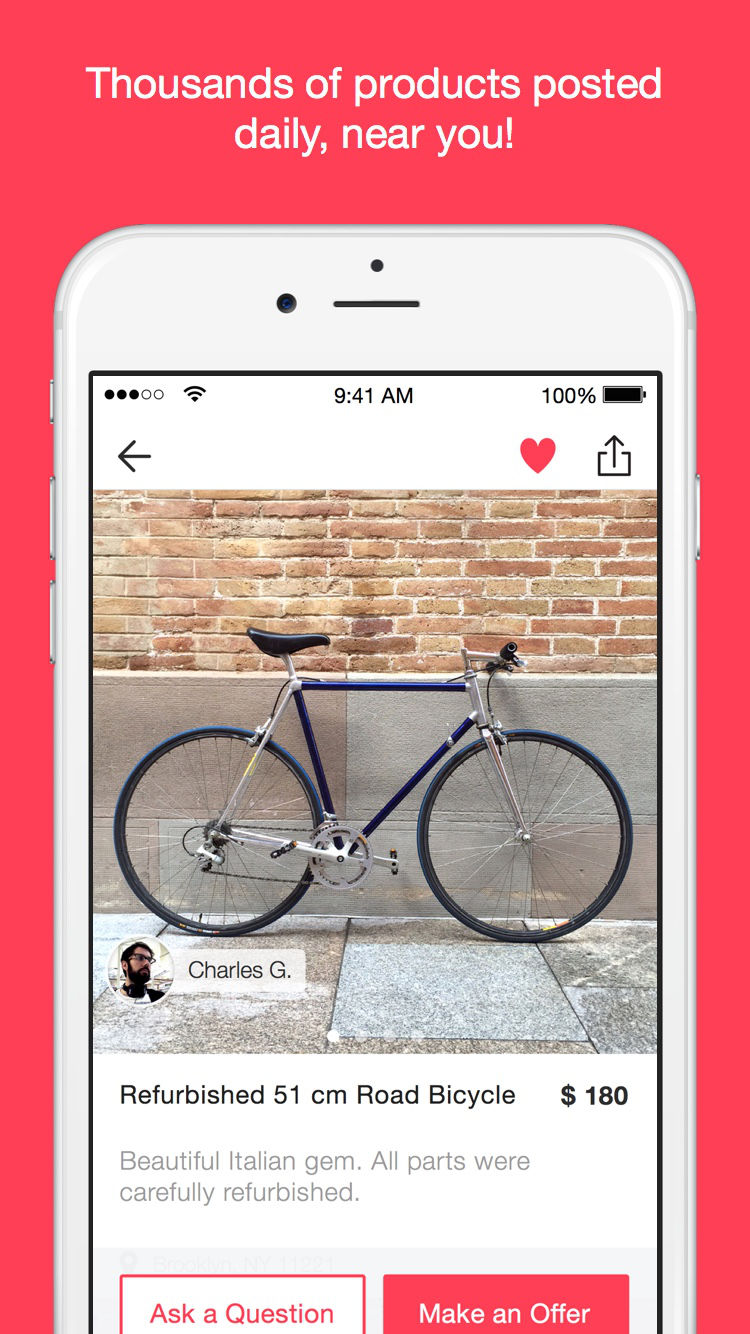 Thousands of products posted
daily, near you!
9:41 AM
100%
Charles G.
Refurbished 51 cm Road Bicycle
$ 180
Beautiful Italian gem. All parts were
carefully refurbished.
Brooklyn, NY 11221
Ask a Question
Make an Offer